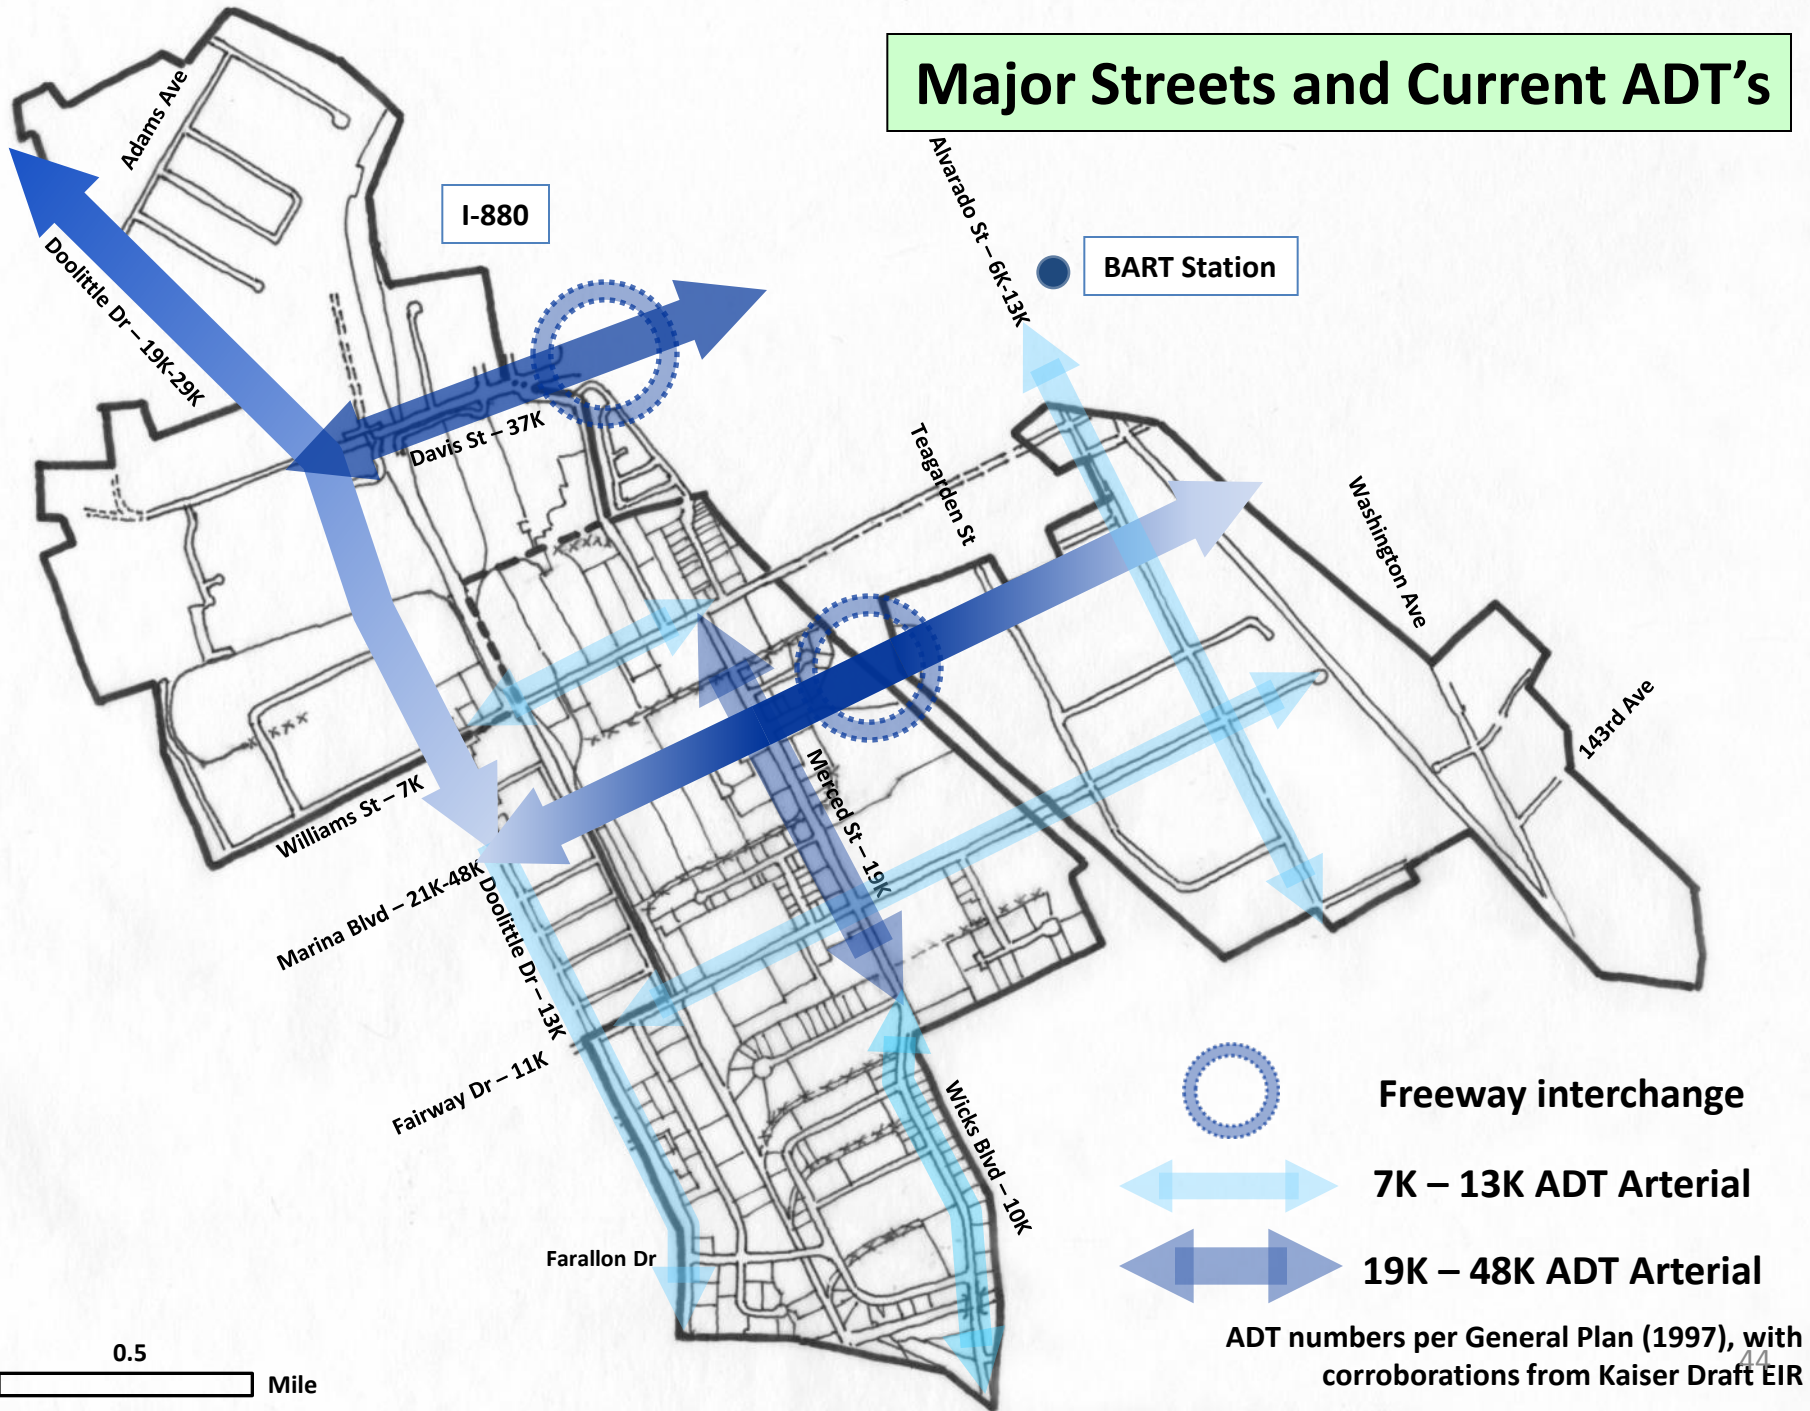 Major Streets and Current ADT's
Adams Ave
I-880
Alvarado St – 6K-13K
BART Station
Doolittle Dr – 19K-29K
Davis St – 37K
Teagarden St
Washington Ave
143rd Ave
Williams St – 7K
Merced St – 19K
Marina Blvd – 21K-48K
Doolittle Dr – 13K
Fairway Dr – 11K
Wicks Blvd – 10K
Farallon Dr
Freeway interchange
7K – 13K ADT Arterial
19K – 48K ADT Arterial
ADT numbers per General Plan (1997), with
corroborations from Kaiser Draft EIR
44
0.5
Mile